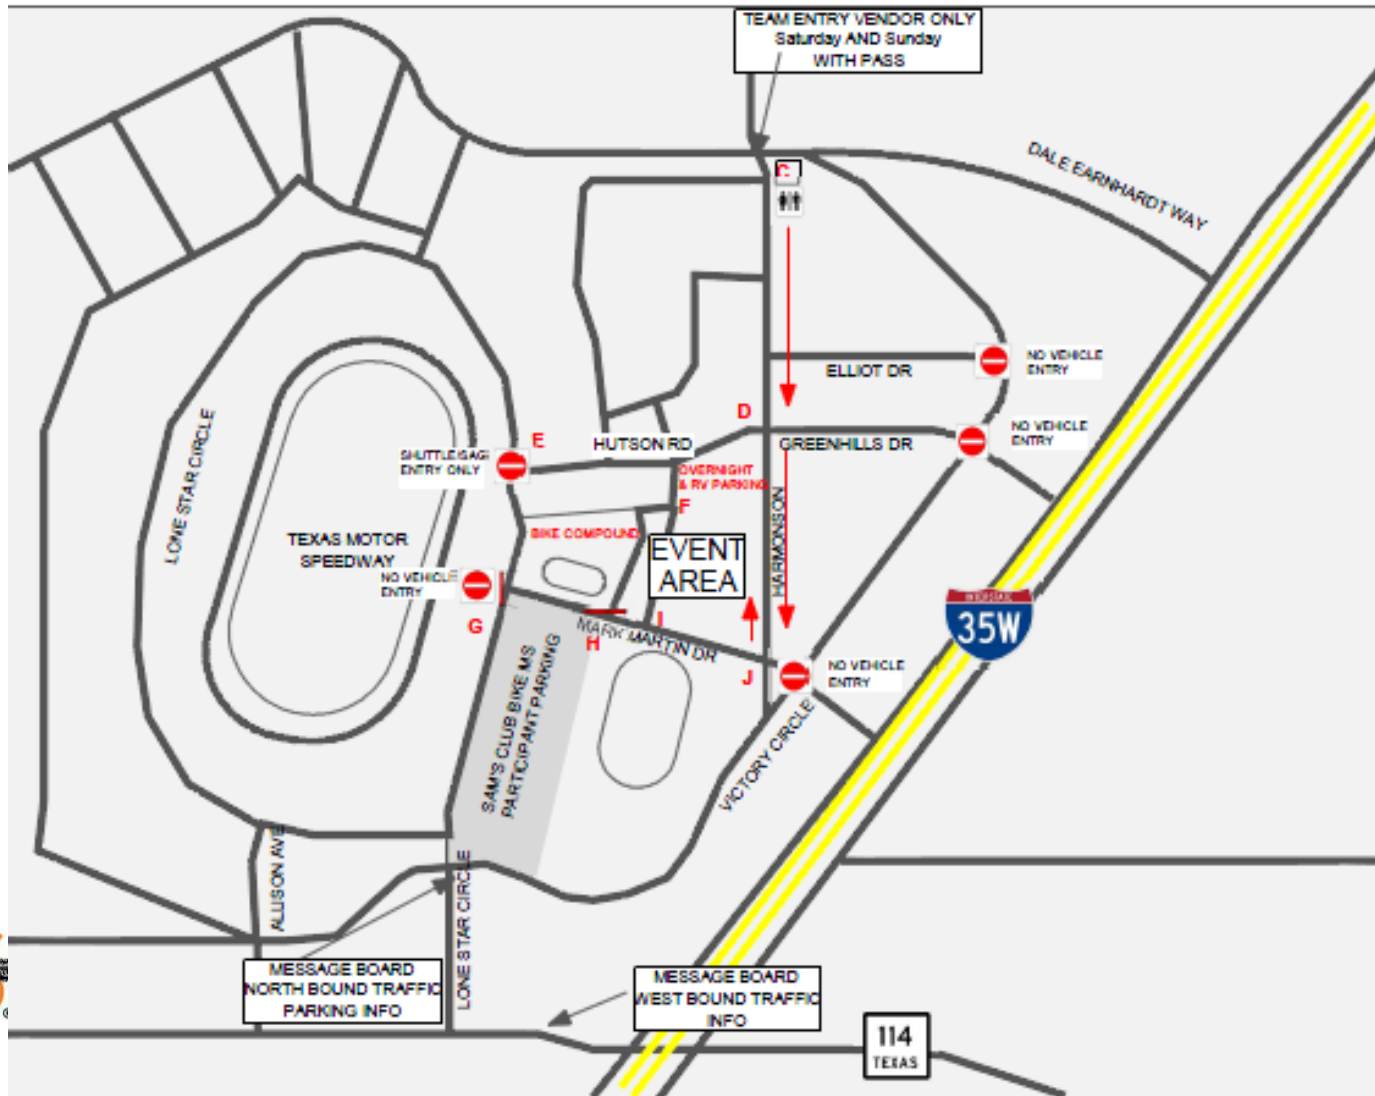 TEAM ENTRY VENDOR ONLY
Saturday AND Sunday
WITH PASS
DALE EARNHARDT WAY
C
NO VEHICLE
ENTRY
ELLIOT DR
LONE STAR CIRCLE
D
NO VEHICLE
ENTRY
E
HUTSON RD
GREENHILLS DR
SHUTTLE/SAG
ENTRY ONLY
OVERNIGHT
& RV PARKING
F
HARMONSON
TEXAS MOTOR
SPEEDWAY
BIKE COMPOUND
EVENT
AREA
NO VEHICLE
ENTRY
INTERSTATE
35W
G
H
I
MARK MARTIN DR
J
NO VEHICLE
ENTRY
SAM'S CLUB BIKE MS
PARTICIPANT PARKING
VICTORY CIRCLE
ALLISON AVE
LONE STAR CIRCLE
MESSAGE BOARD
NORTH BOUND TRAFFIC
PARKING INFO
MESSAGE BOARD
WEST BOUND TRAFFIC
INFO
114
TEXAS